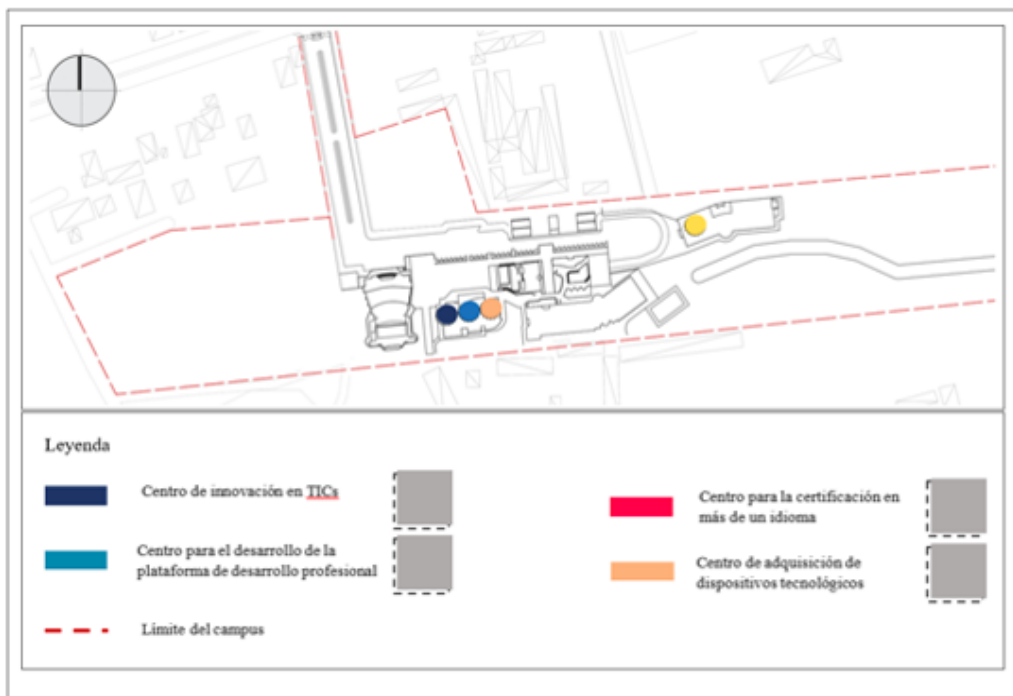 Leyenda
Centro de innovación en TICs
Centro para el desarrollo de la
plataforma de desarrollo profesional
Límite del campus
Centro para la certificación en
más de un idioma
Centro de adquisición de
dispositivos tecnológicos